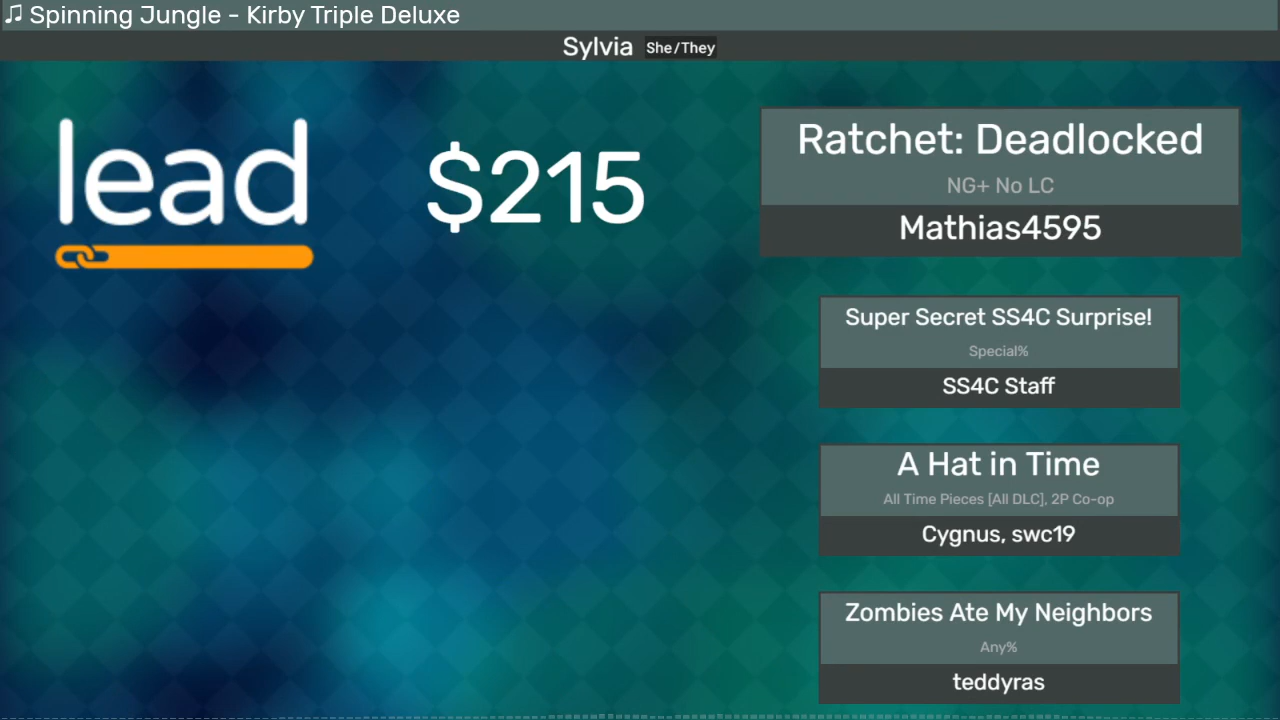 ♫ Spinning Jungle - Kirby Triple Deluxe
Sylvia She/They
lead
$215
Ratchet: Deadlocked
NG+ No LC
Mathias4595
Super Secret SS4C Surprise!
Special%
SS4C Staff
A Hat in Time
All Time Pieces [All DLC], 2P Co-op
Cygnus, swc19
Zombies Ate My Neighbors
Any%
teddyras